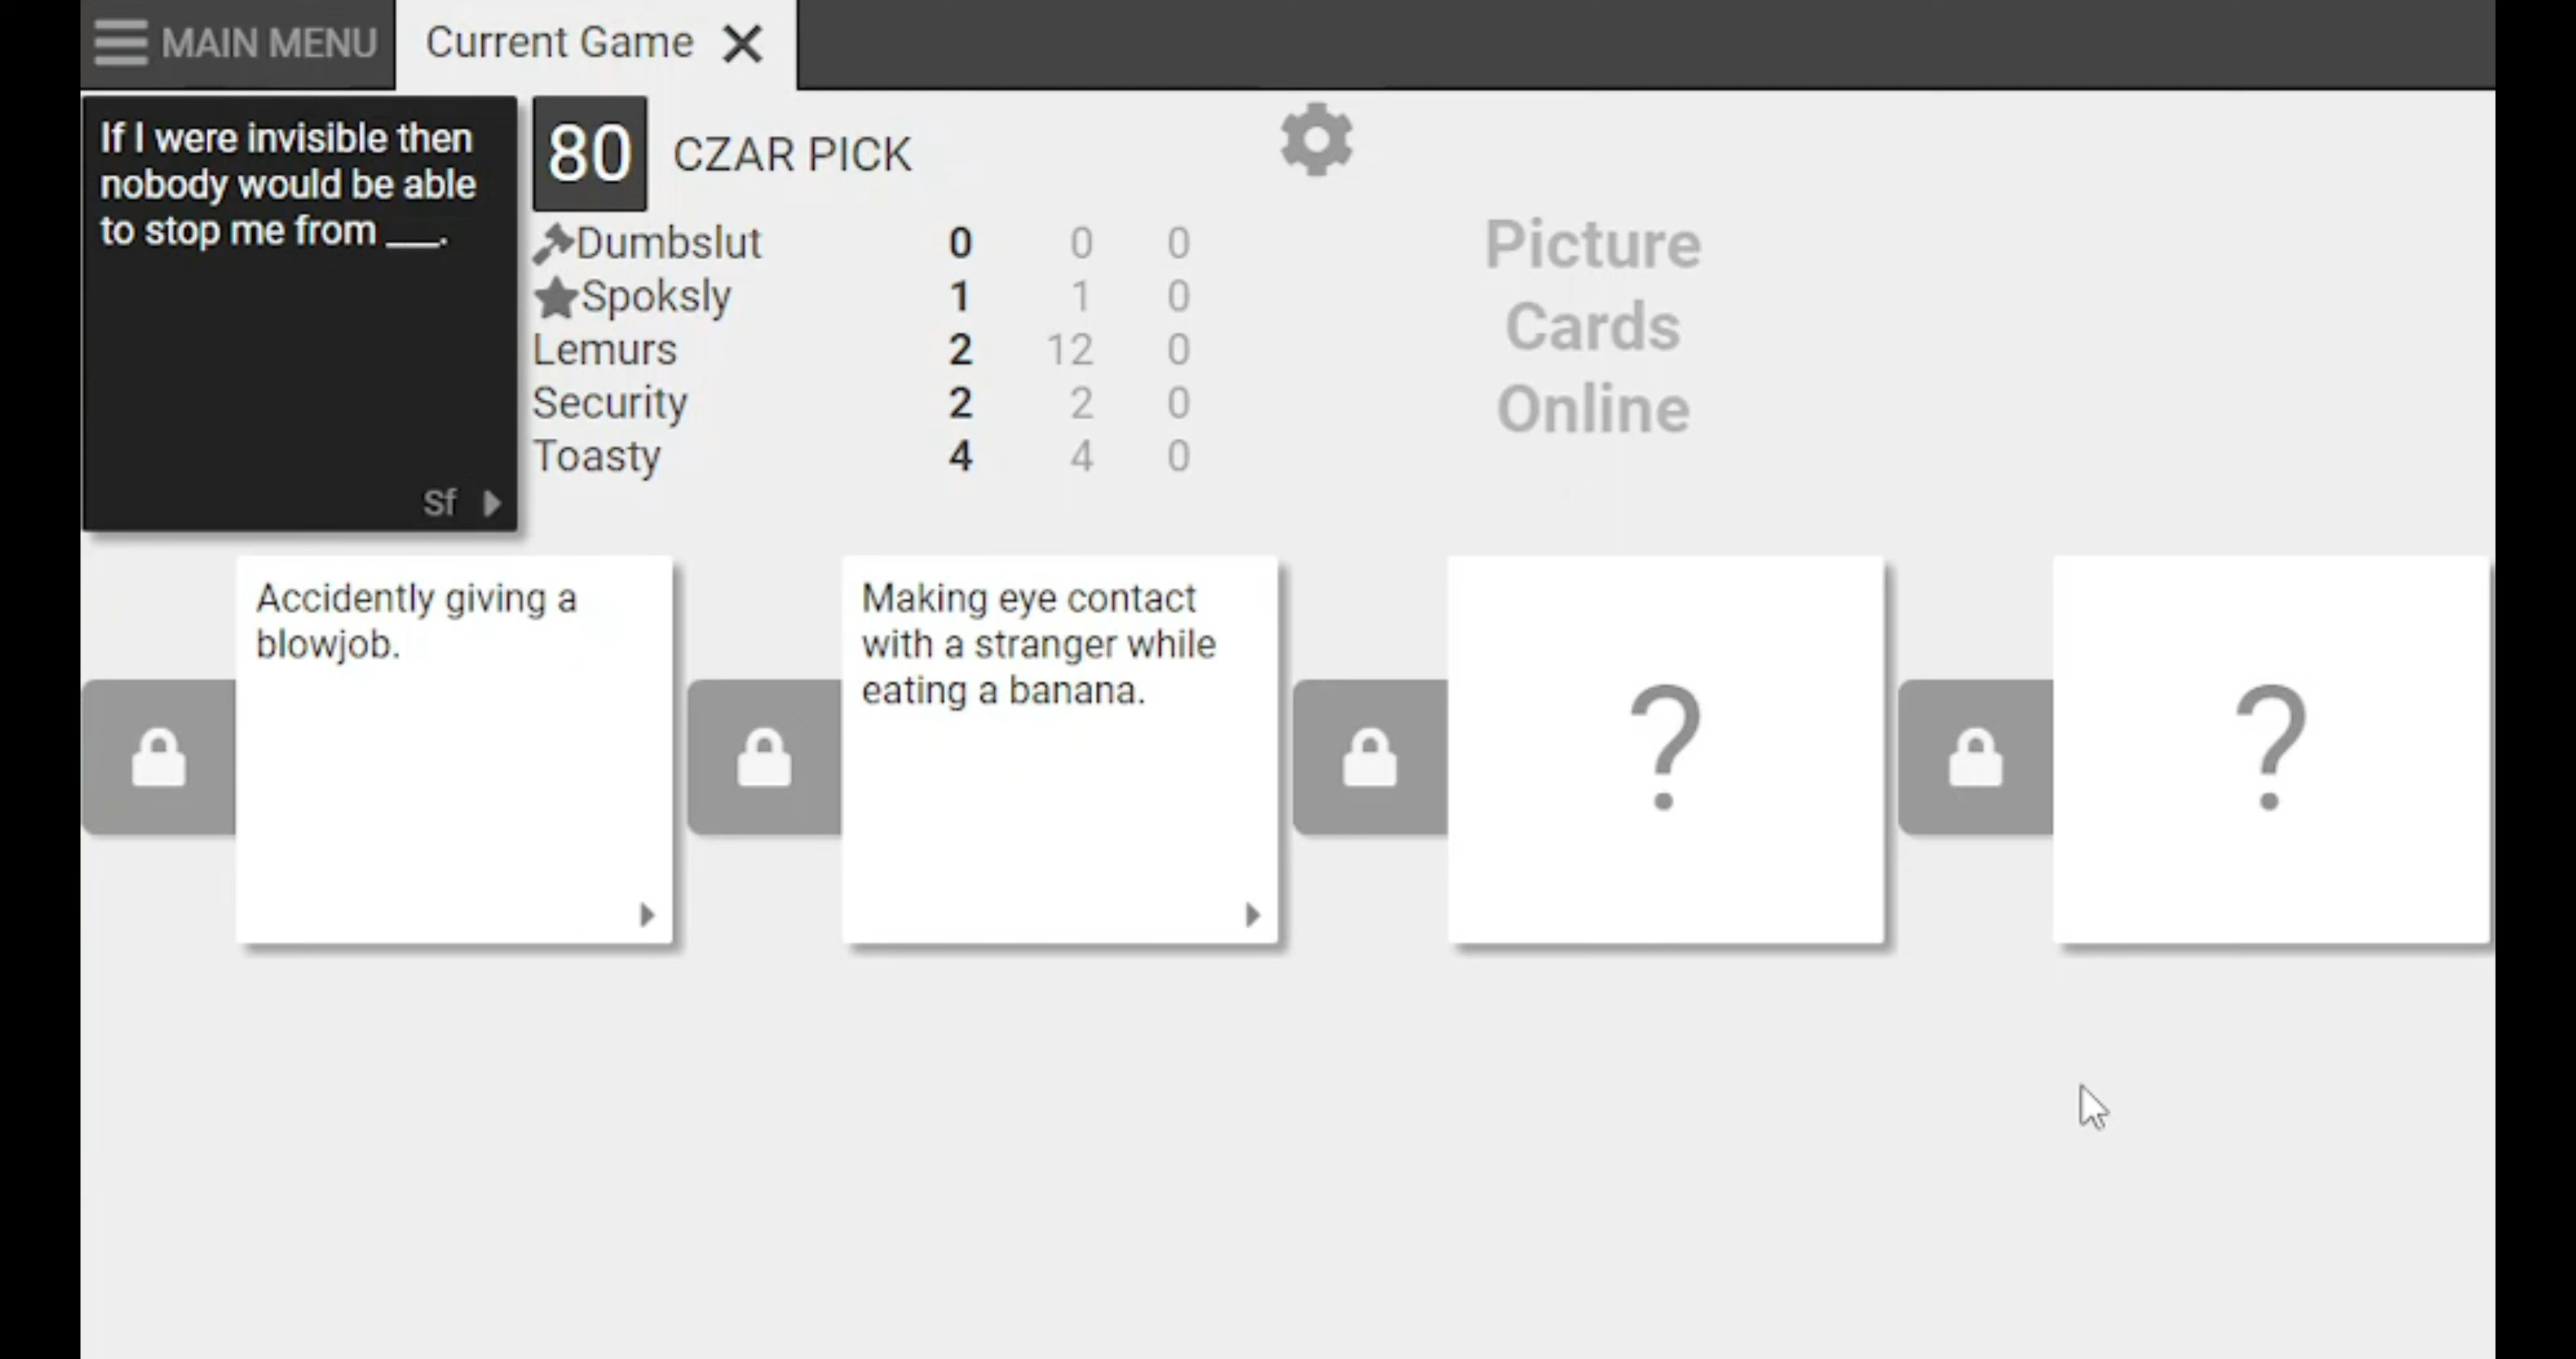 MAIN MENU
Current Game
If I were invisible then
nobody would be able
to stop me from ___.
Sf
80 CZAR PICK
Dumbslut 0 0 0
Spoksly 1 1 0
Lemurs 2 12 0
Security 2 2 0
Toasty 4 4 0
Picture
Cards
Online
Accidently giving a
blowjob.
Making eye contact
with a stranger while
eating a banana.
?
?